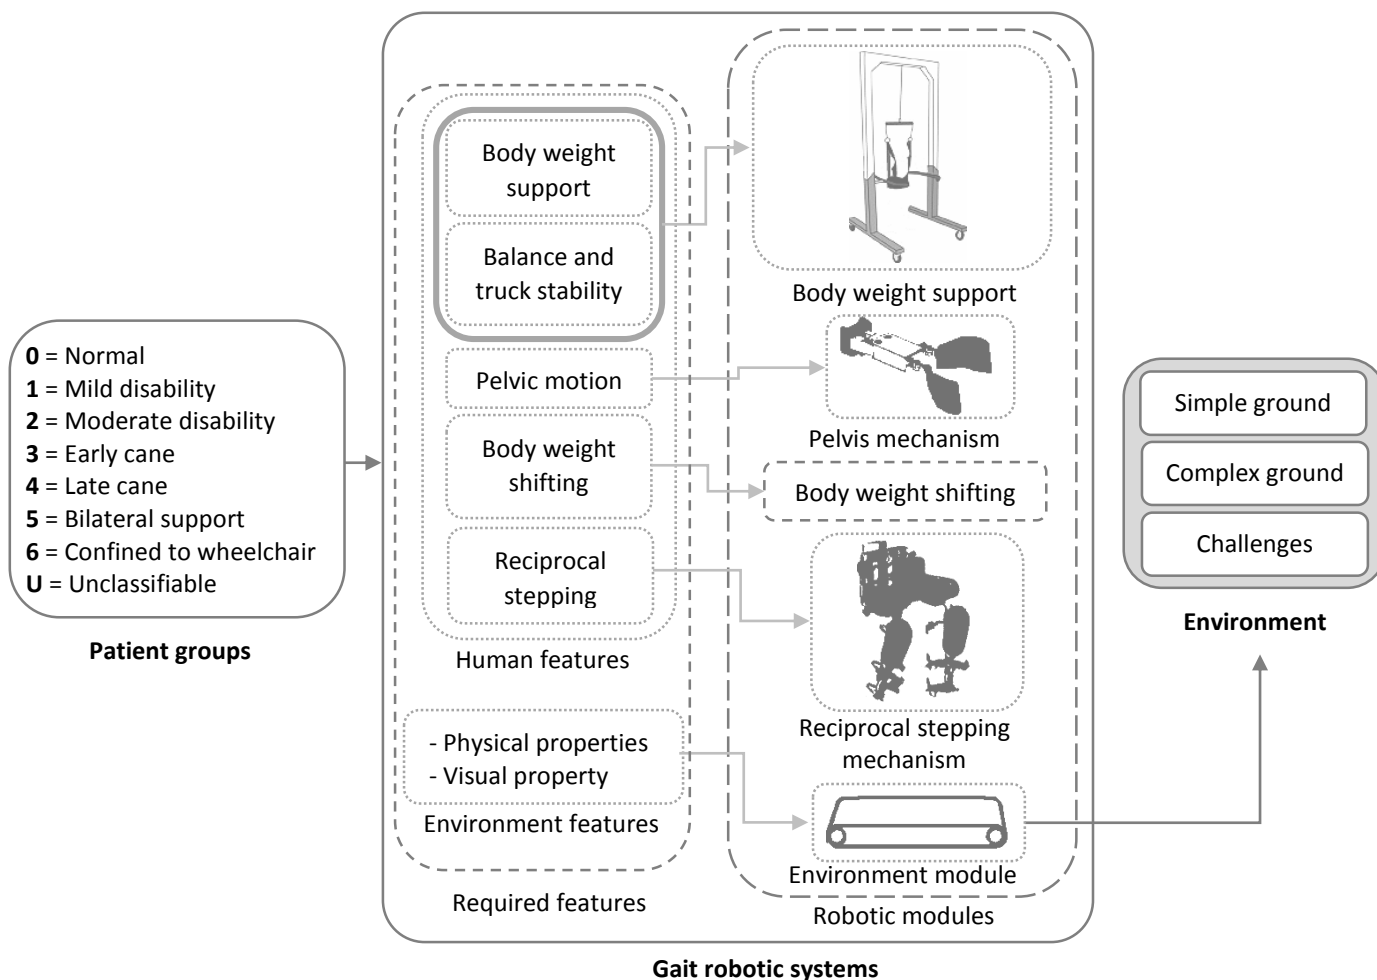 0 = Normal
1 = Mild disability
2 = Moderate disability
3 = Early cane
4 = Late cane
5 = Bilateral support
6 = Confined to wheelchair
U = Unclassifiable
Patient groups
Body weight
support
Balance and
truck stability
Pelvic motion
Body weight
shifting
Reciprocal
stepping
Human features
- Physical properties
- Visual property
Environment features
Required features
Body weight support
Pelvis mechanism
Body weight shifting
Reciprocal stepping
mechanism
Environment module
Robotic modules
Gait robotic systems
Simple ground
Complex ground
Challenges
Environment